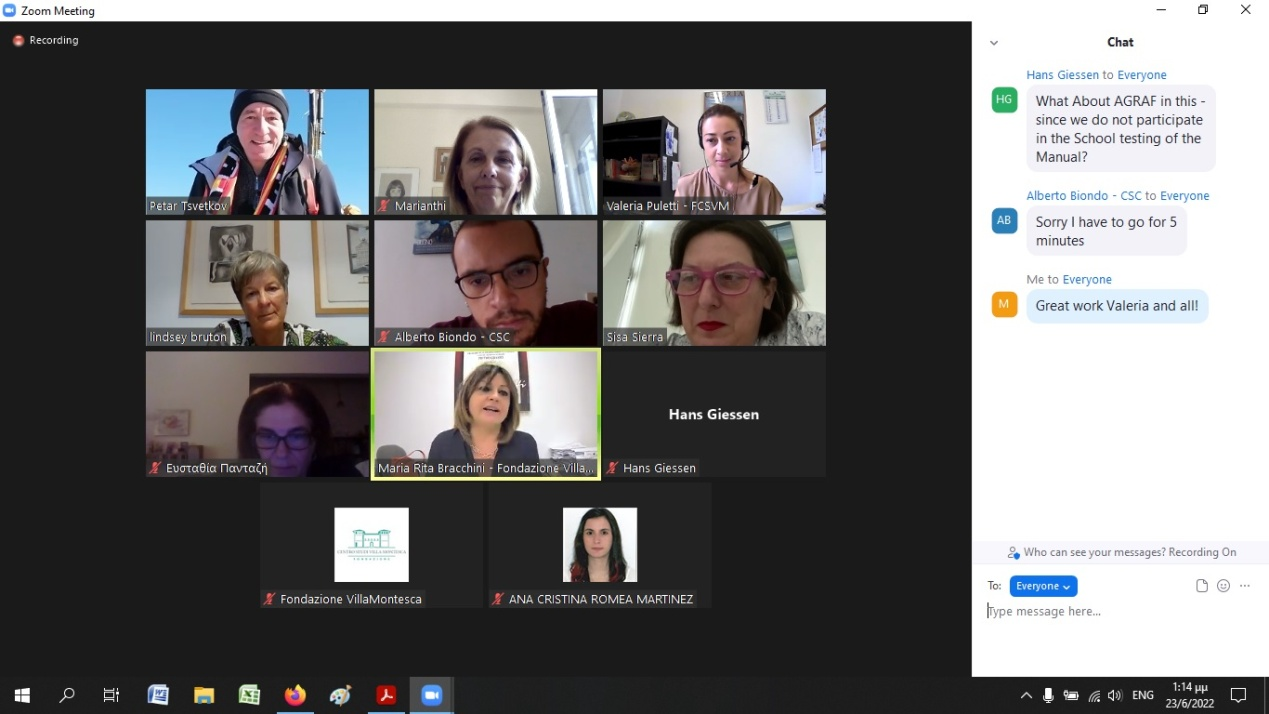 Zoom Meeting
Recording
Petar Tsvetkov
Marianthi
Valeria Puletti - FCSVM
lindsey bruton
Alberto Biondo - CSC
Sisa Sierra
Ευσταθία Πανταζή
Maria Rita Bracchini - Fondazione Villa...
Hans Giessen
Hans Giessen
Fondazione VillaMontesca
ANA CRISTINA ROMEA MARTINEZ
Chat
Hans Giessen to Everyone
HG
What About AGRAF in this -
since we do not participate
in the School testing of the
Manual?
Alberto Biondo - CSC to Everyone
AB
Sorry I have to go for 5
minutes
Me to Everyone
M
Great work Valeria and all!
Who can see your messages? Recording On
To: Everyone
Type message here...
ENG
1:14 μμ
23/6/2022